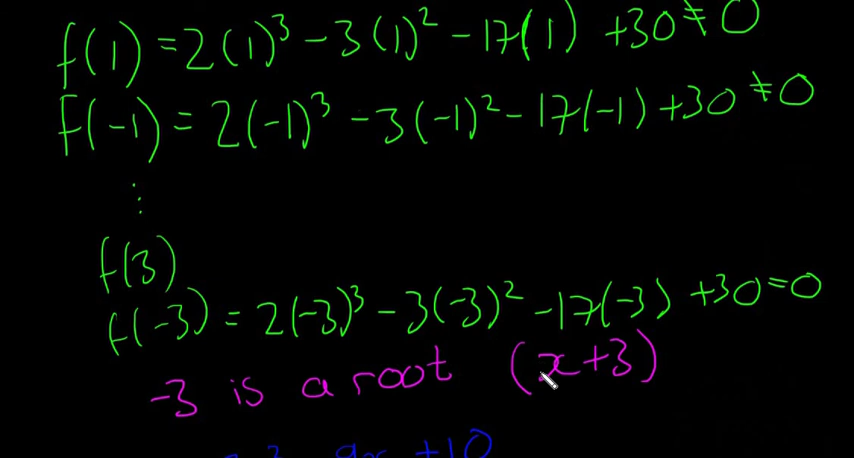 f(1) = 2(1)³ - 3(1)² - 17(1) + 30 ≠ 0
f(-1) = 2(-1)³ - 3(-1)² - 17(-1) + 30 ≠ 0
⋮
f(3)
f(-3) = 2(-3)³ - 3(-3)² - 17(-3) + 30 = 0
-3 is a root (x+3)